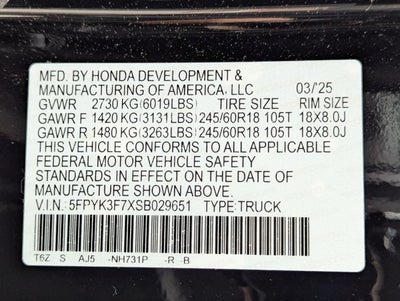 MFD. BY HONDA DEVELOPMENT &
MANUFACTURING OF AMERICA, LLC 03/'25
GVWR 2730 KG(6019LBS) TIRE SIZE RIM SIZE
GAWR F 1420 KG(3131LBS) 245/60R18 105T 18X8.0J
GAWR R 1480 KG(3263LBS) 245/60R18 105T 18X8.0J
THIS VEHICLE CONFORMS TO ALL APPLICABLE
FEDERAL MOTOR VEHICLE SAFETY
STANDARDS IN EFFECT ON THE DATE OF
MANUFACTURE SHOWN ABOVE.
V.I.N.: 5FPYK3F7XSB029651 TYPE:TRUCK
T6Z S AJ5 -NH731P -R -B